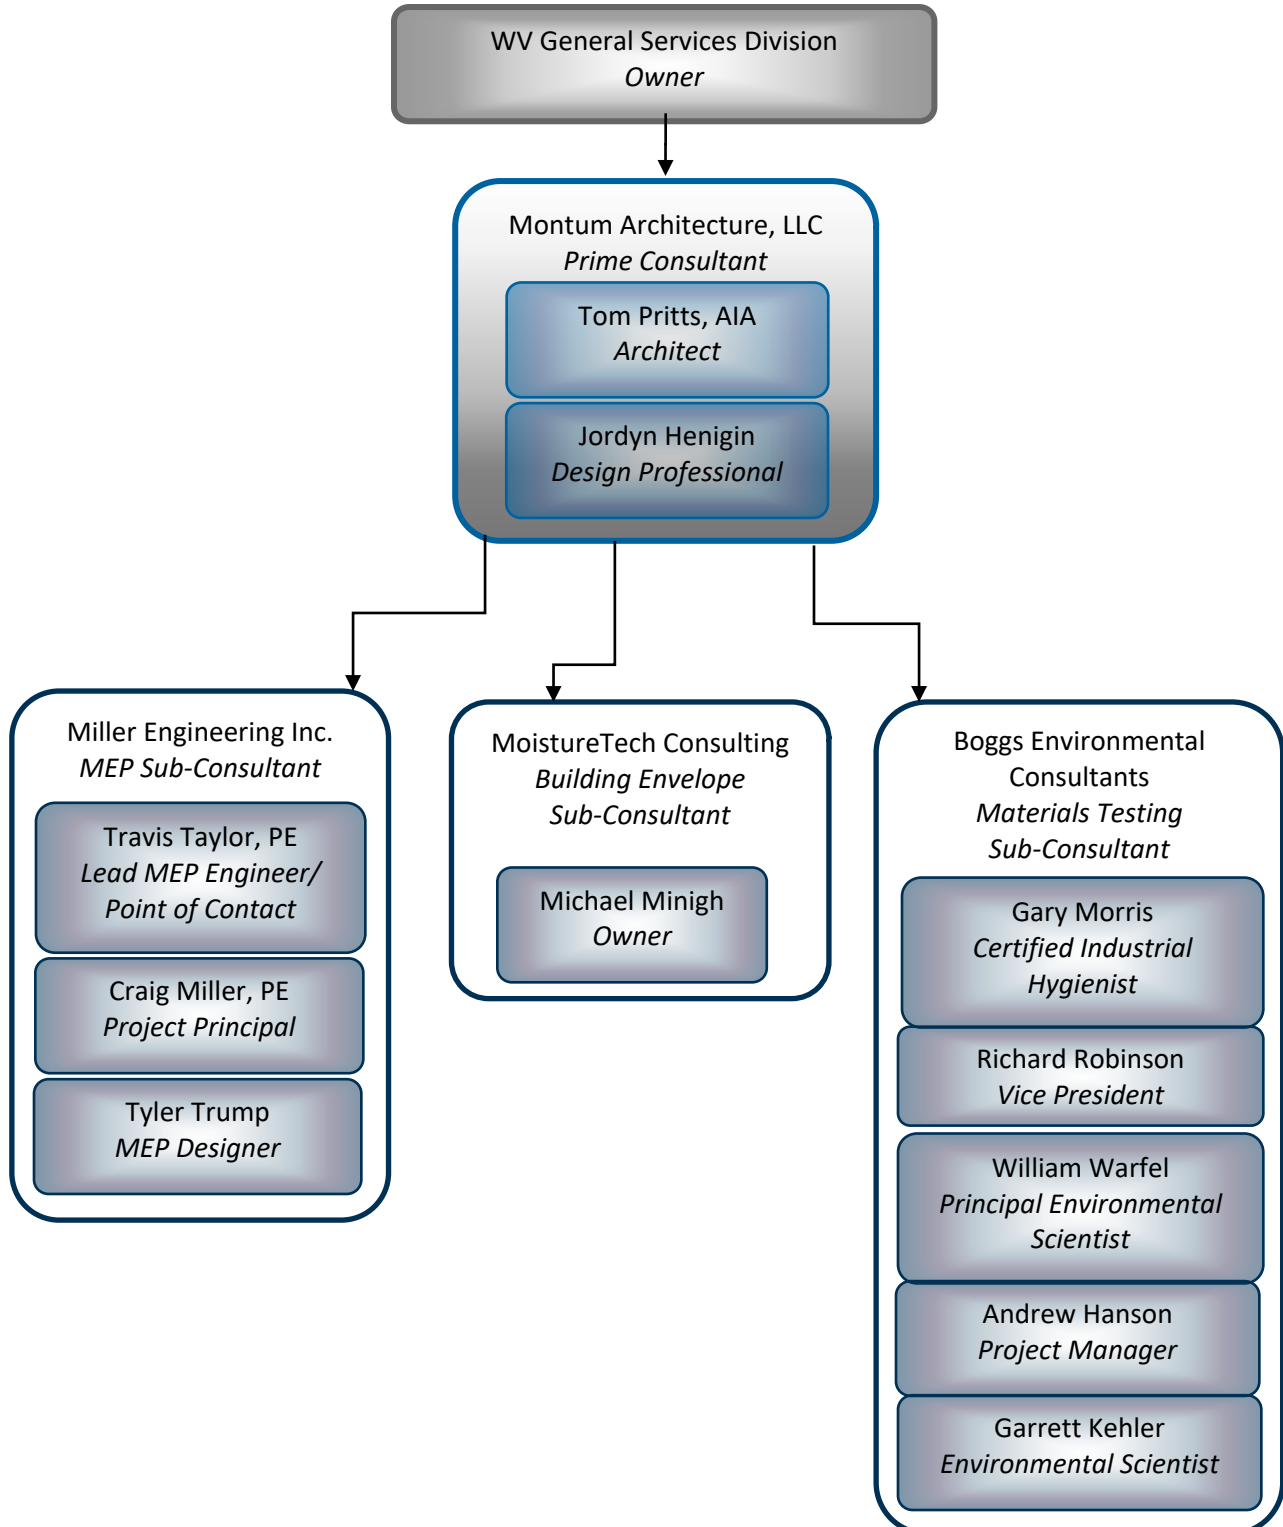 WV General Services Division
Owner
Montum Architecture, LLC
Prime Consultant
Tom Pritts, AIA
Architect
Jordyn Henigin
Design Professional
Miller Engineering Inc.
MEP Sub-Consultant
Travis Taylor, PE
Lead MEP Engineer/
Point of Contact
Craig Miller, PE
Project Principal
Tyler Trump
MEP Designer
MoistureTech Consulting
Building Envelope
Sub-Consultant
Michael Minigh
Owner
Boggs Environmental
Consultants
Materials Testing
Sub-Consultant
Gary Morris
Certified Industrial
Hygienist
Richard Robinson
Vice President
William Warfel
Principal Environmental
Scientist
Andrew Hanson
Project Manager
Garrett Kehler
Environmental Scientist